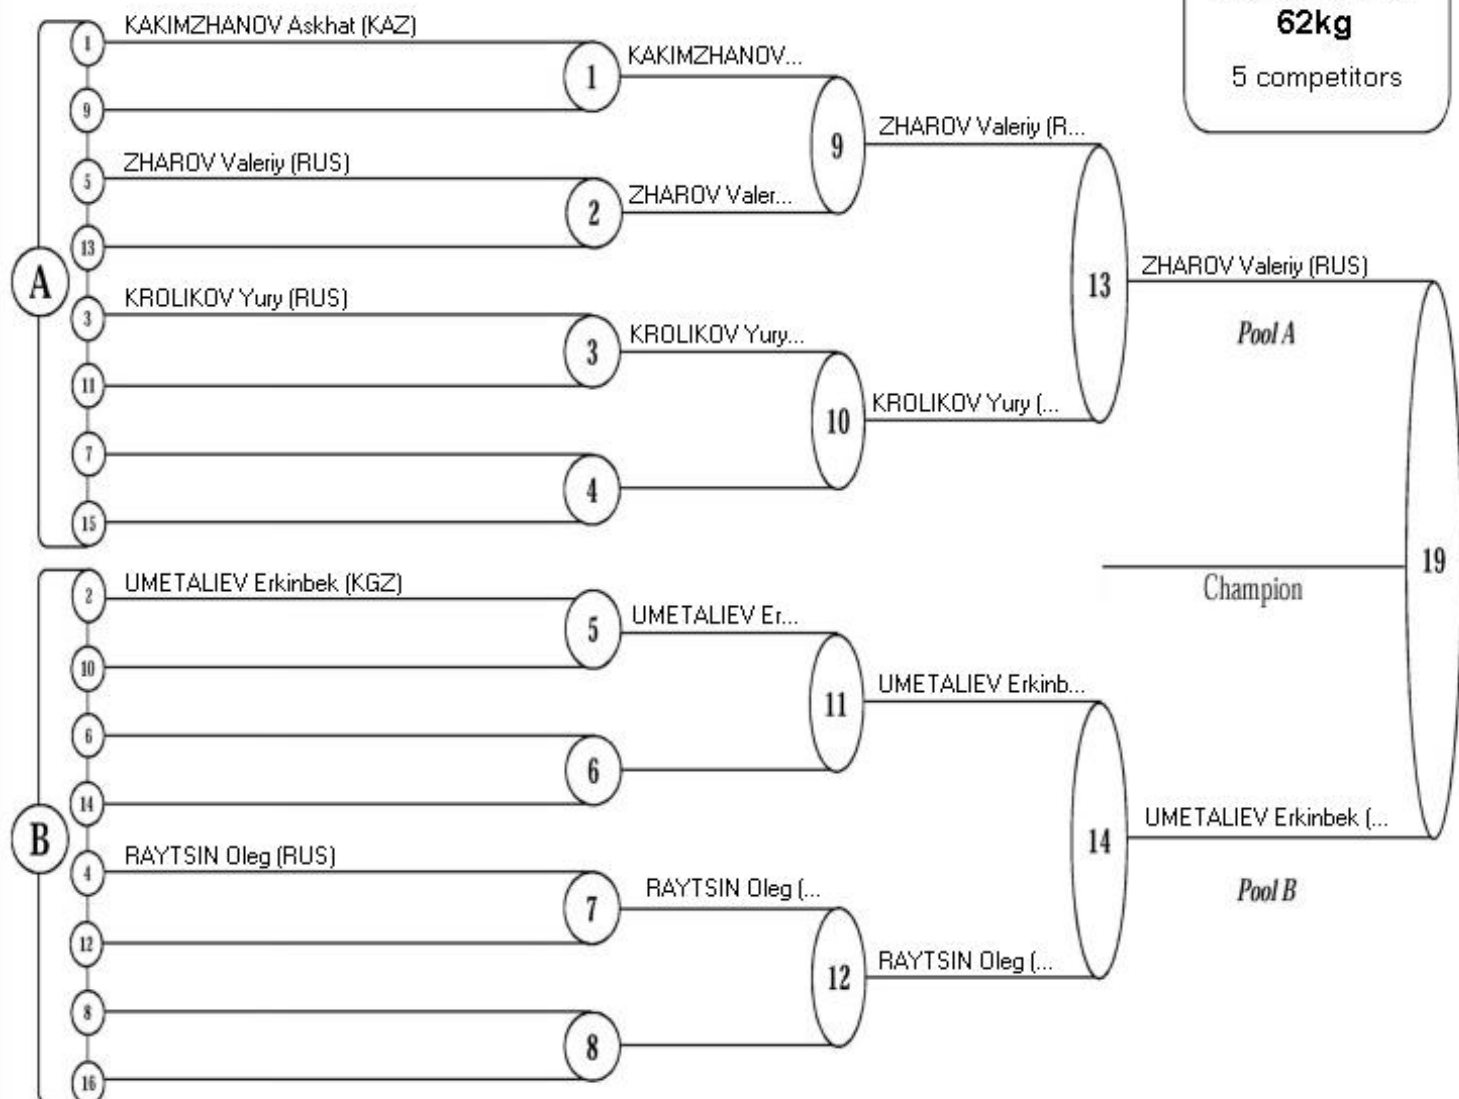 62kg
5 competitors
A
1
KAKIMZHANOV Askhat (KAZ)
9
1
KAKIMZHANOV...
5
ZHAROV Valeriy (RUS)
13
2
ZHAROV Valer...
9
ZHAROV Valeriy (R...
3
KROLIKOV Yury (RUS)
11
3
KROLIKOV Yury...
7
15
4
10
KROLIKOV Yury (...
13
ZHAROV Valeriy (RUS)
Pool A
B
2
UMETALIEV Erkinbek (KGZ)
10
5
UMETALIEV Er...
6
14
6
11
UMETALIEV Erkinb...
4
RAYTSIN Oleg (RUS)
12
7
RAYTSIN Oleg (...
8
16
8
12
RAYTSIN Oleg (...
14
UMETALIEV Erkinbek (...
Pool B
19
Champion